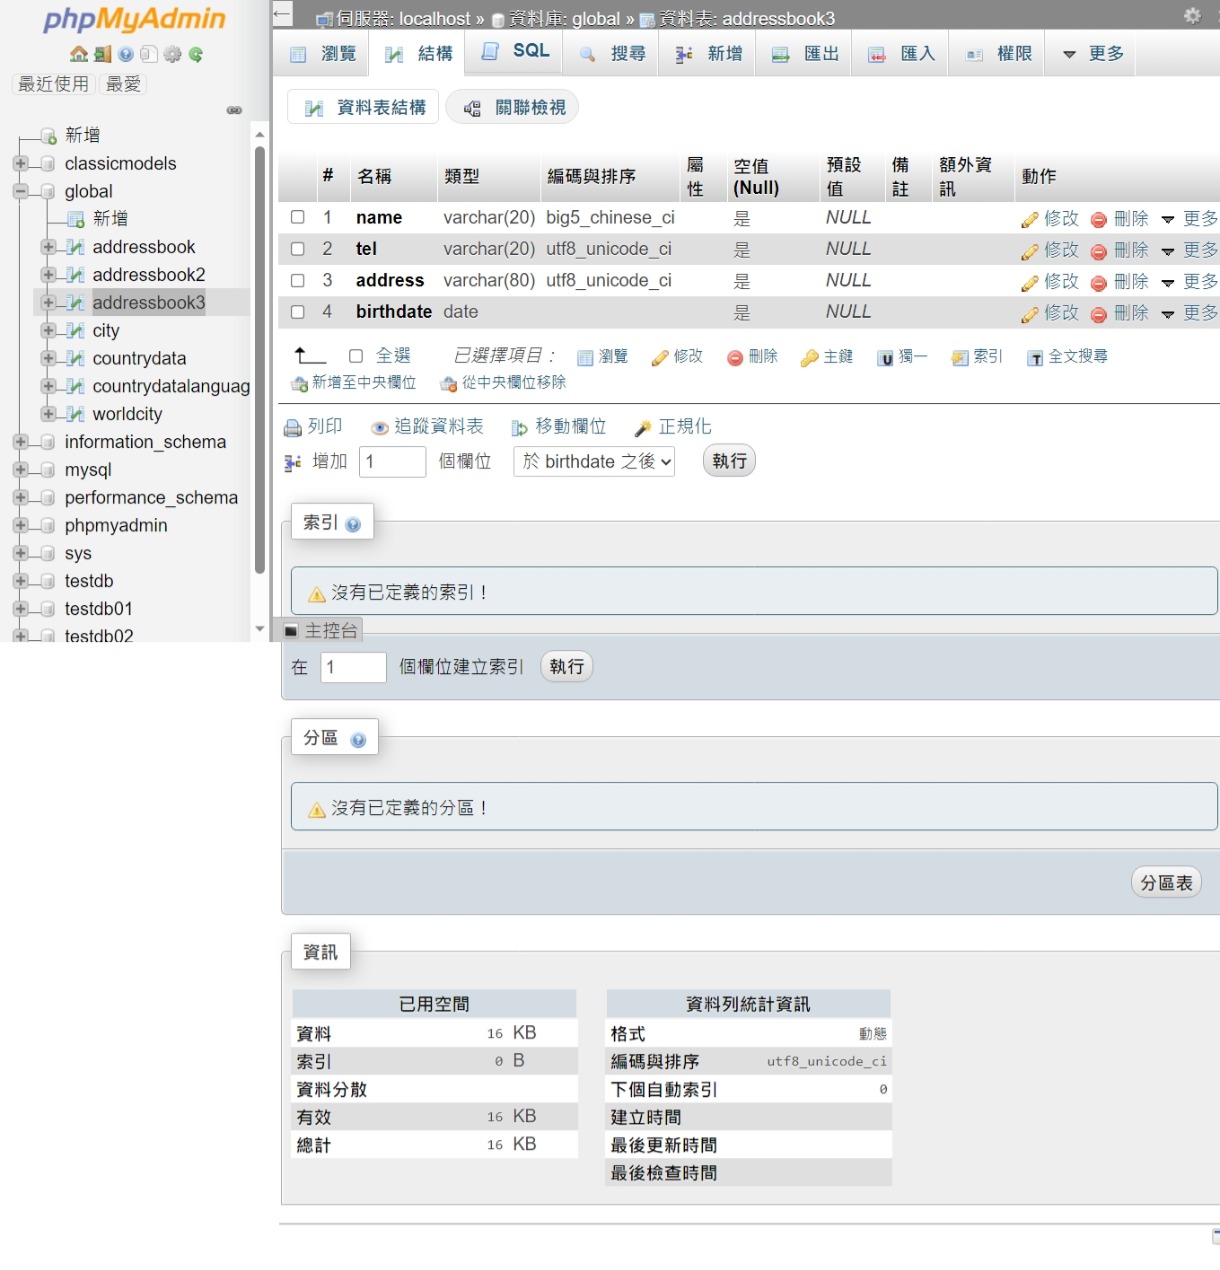 phpMyAdmin
最近使用 最愛
新增
classicmodels
global
新增
addressbook
addressbook2
addressbook3
city
countrydata
countrydatalanguag
worldcity
information_schema
mysql
performance_schema
phpmyadmin
sys
testdb
testdb01
testdb02
伺服器: localhost » 資料庫: global » 資料表: addressbook3
瀏覽 結構 SQL 搜尋 新增 匯出 匯入 權限 更多
資料表結構 關聯檢視
# 名稱 類型 編碼與排序 屬性 空值 (Null) 預設值 備註 額外資訊 動作
1 name varchar(20) big5_chinese_ci 是 NULL 修改 刪除 更多
2 tel varchar(20) utf8_unicode_ci 是 NULL 修改 刪除 更多
3 address varchar(80) utf8_unicode_ci 是 NULL 修改 刪除 更多
4 birthdate date 是 NULL 修改 刪除 更多
全選 已選擇項目： 瀏覽 修改 刪除 主鍵 獨一 索引 全文搜尋
新增至中央欄位 從中央欄位移除
列印 追蹤資料表 移動欄位 正規化
增加 1 個欄位 於 birthdate 之後 執行
索引
沒有已定義的索引！
主控台
在 1 個欄位建立索引 執行
分區
沒有已定義的分區！
分區表
資訊
已用空間
資料 16 KB
索引 0 B
資料分散
有效 16 KB
總計 16 KB
資料列統計資訊
格式 動態
編碼與排序 utf8_unicode_ci
下個自動索引 0
建立時間
最後更新時間
最後檢查時間